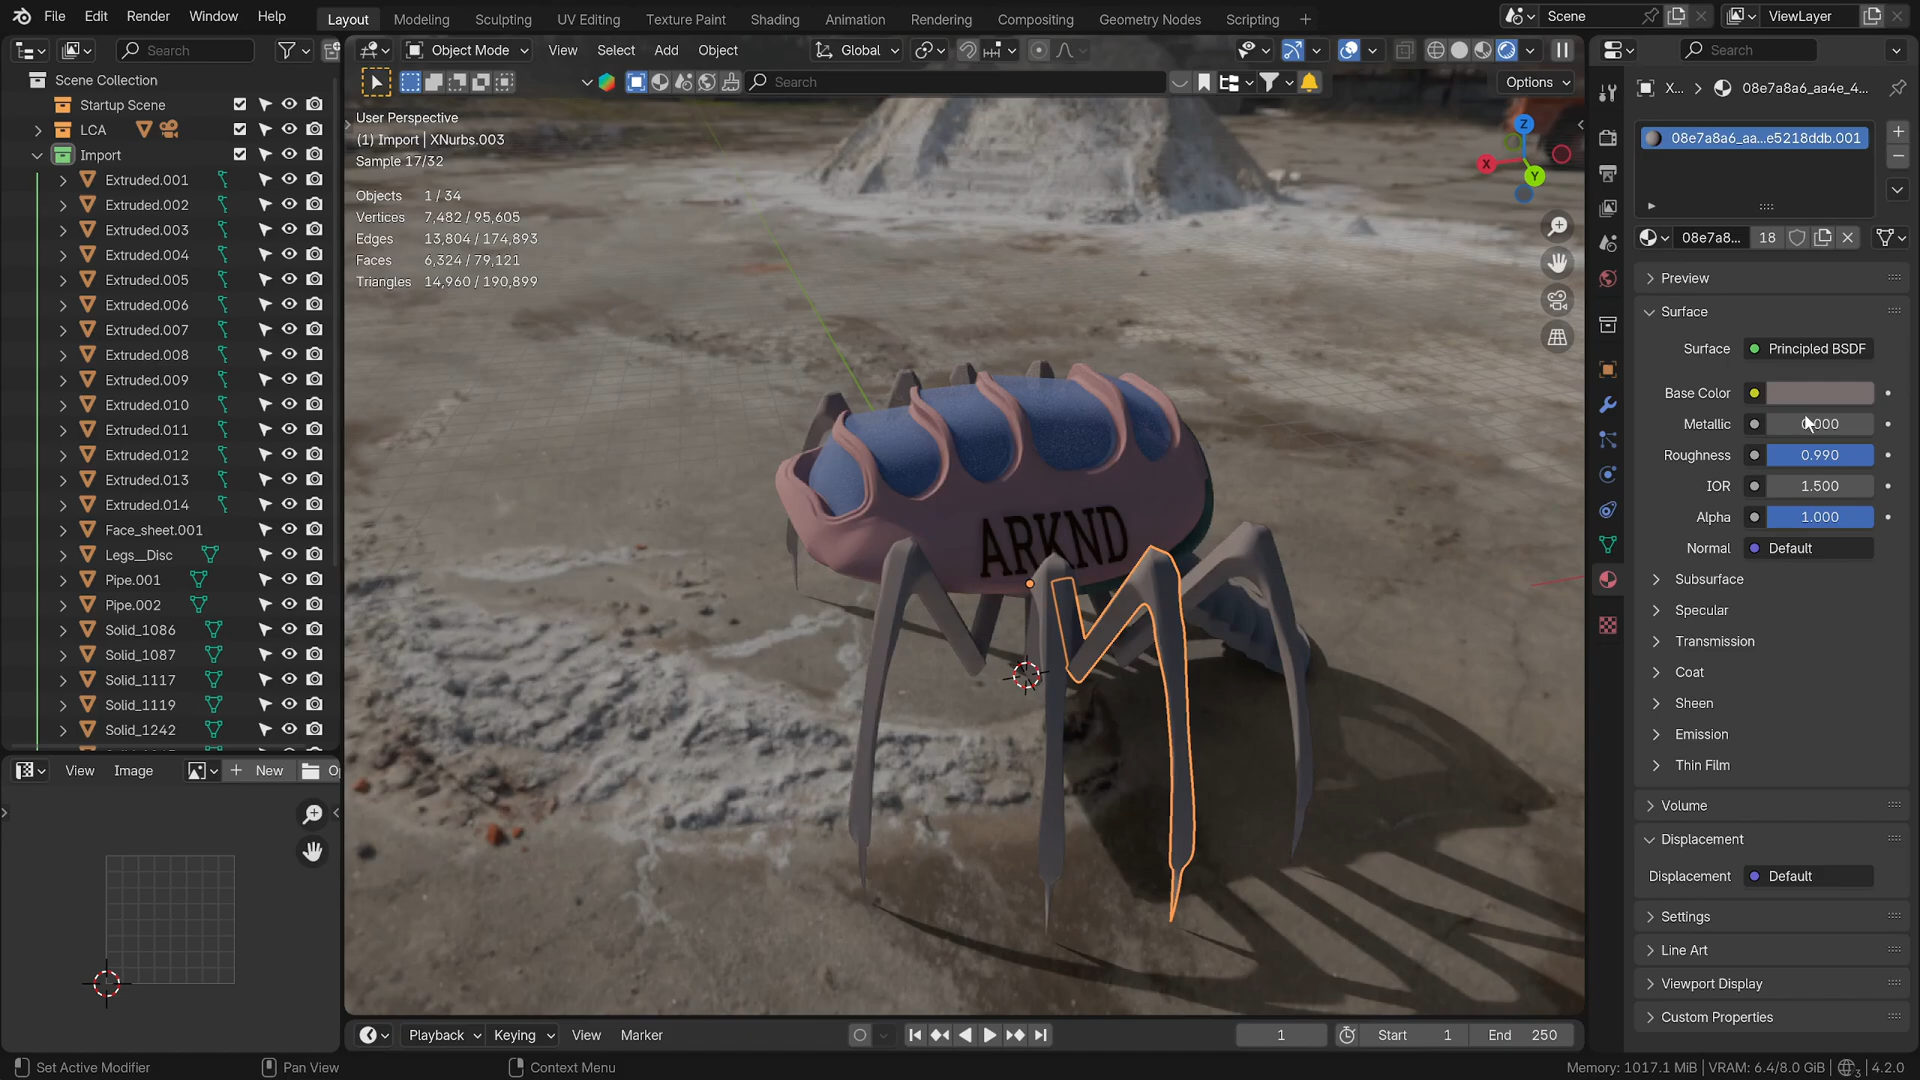 File Edit Render Window Help Layout Modeling Sculpting UV Editing Texture Paint Shading Animation Rendering Compositing Geometry Nodes Scripting + Scene ViewLayer
Search Object Mode View Select Add Object Global Search
Search Options
Scene Collection
Startup Scene
LCA
Import
Extruded.001
Extruded.002
Extruded.003
Extruded.004
Extruded.005
Extruded.006
Extruded.007
Extruded.008
Extruded.009
Extruded.010
Extruded.011
Extruded.012
Extruded.013
Extruded.014
Face_sheet.001
Legs__Disc
Pipe.001
Pipe.002
Solid_1086
Solid_1087
Solid_1117
Solid_1119
Solid_1242
View Image + New O
User Perspective
(1) Import | XNurbs.003
Sample 17/32
Objects 1 / 34
Vertices 7,482 / 95,605
Edges 13,804 / 174,893
Faces 6,324 / 79,121
Triangles 14,960 / 190,899
Z
X
Y
ARKND
Playback Keying View Marker 1 Start 1 End 250
X... 08e7a8a6_aa4e_4...
08e7a8a6_aa...e5218ddb.001
08e7a8... 18
Preview
Surface
Surface Principled BSDF
Base Color
Metallic 0.000
Roughness 0.990
IOR 1.500
Alpha 1.000
Normal Default
Subsurface
Specular
Transmission
Coat
Sheen
Emission
Thin Film
Volume
Displacement
Displacement Default
Settings
Line Art
Viewport Display
Custom Properties
Set Active Modifier Pan View Context Menu Memory: 1017.1 MiB | VRAM: 6.4/8.0 GiB | 3 | 4.2.0